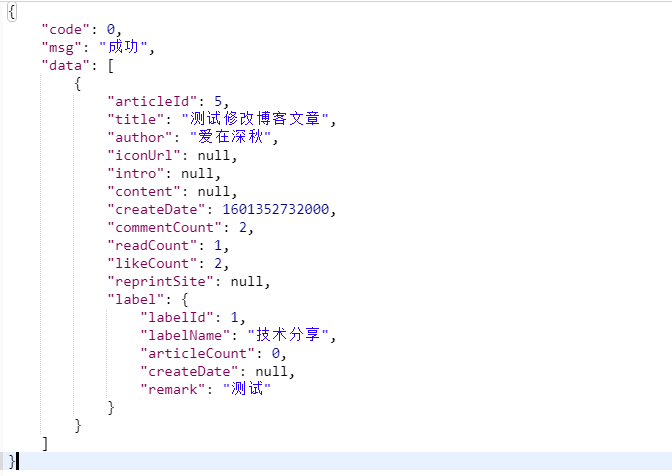 {
"code": 0,
"msg": "成功",
"data": [
{
"articleId": 5,
"title": "测试修改博客文章",
"author": "爱在深秋",
"iconUrl": null,
"intro": null,
"content": null,
"createDate": 1601352732000,
"commentCount": 2,
"readCount": 1,
"likeCount": 2,
"reprintSite": null,
"label": {
"labelId": 1,
"labelName": "技术分享",
"articleCount": 0,
"createDate": null,
"remark": "测试"
}
}
]
}